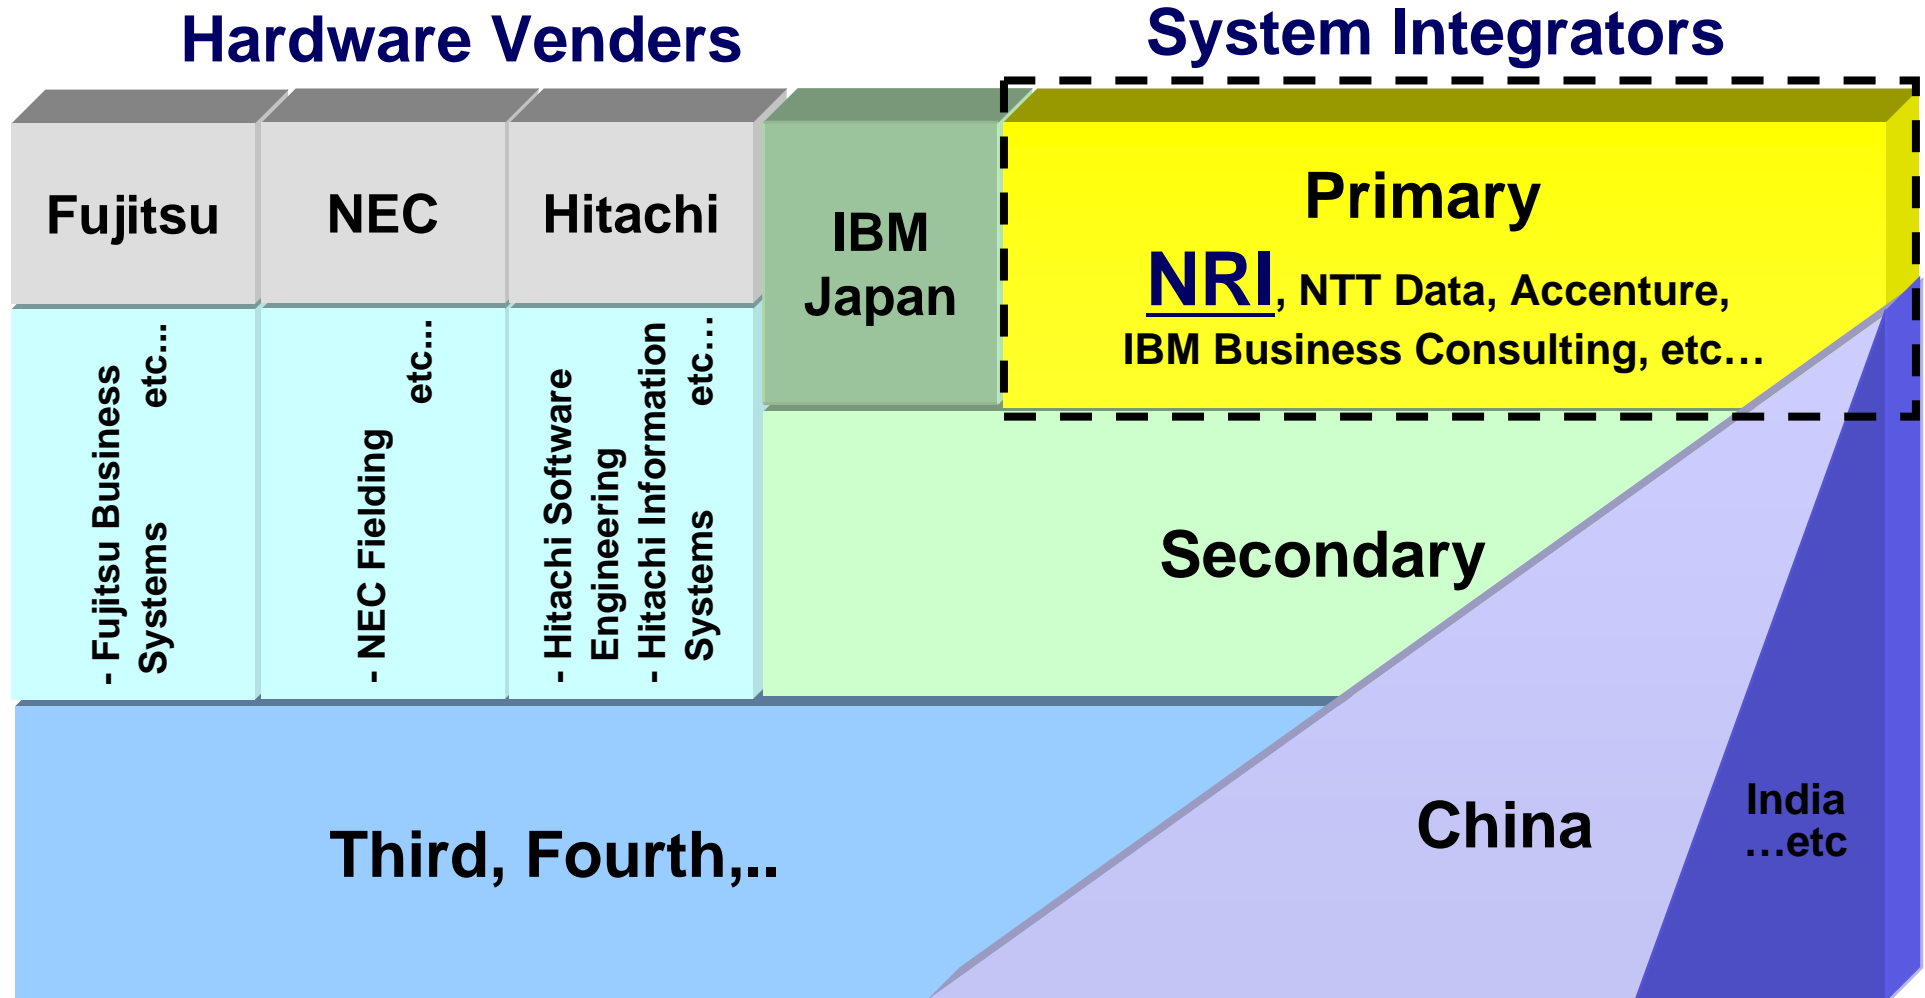 Hardware Venders
System Integrators
Fujitsu
NEC
Hitachi
IBM
Japan
Primary
NRI, NTT Data, Accenture,
IBM Business Consulting, etc…
- Fujitsu Business
Systems etc...
- NEC Fielding
etc...
- Hitachi Software
Engineering
- Hitachi Information
Systems etc...
Secondary
Third, Fourth,..
China
India
…etc